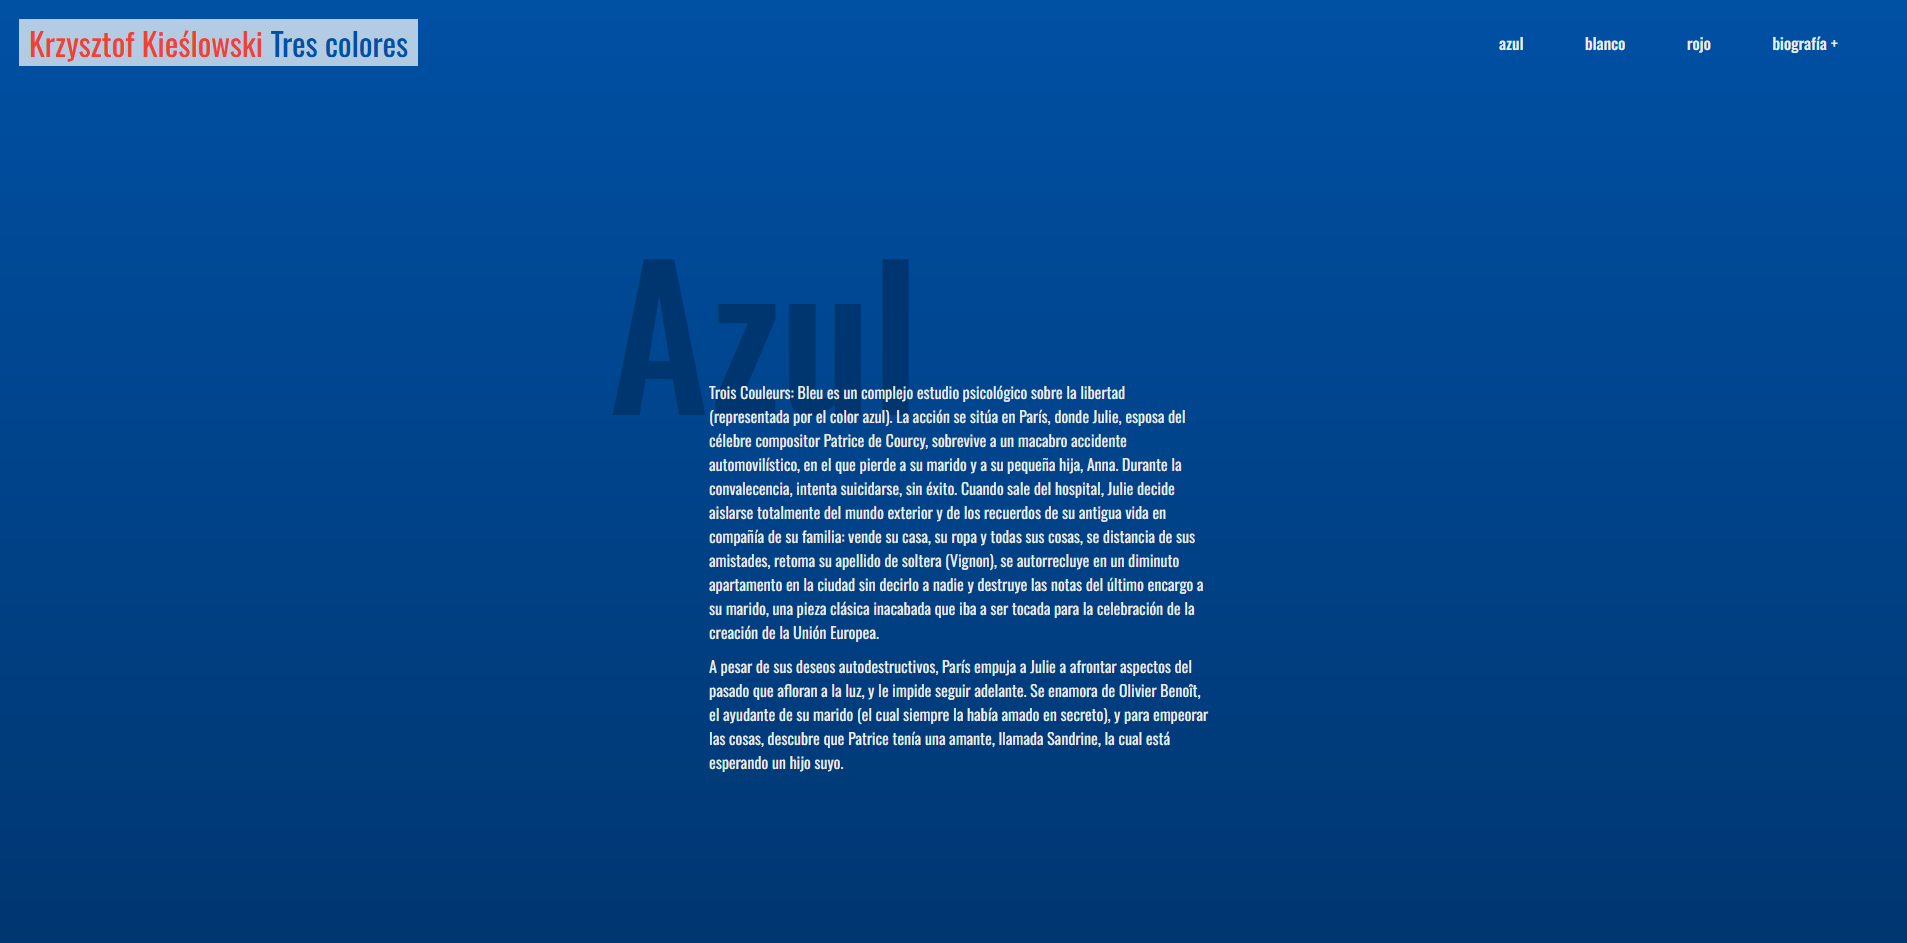 Krzysztof Kieślowski Tres colores
azul blanco rojo biografía +
Azul
Trois Couleurs: Bleu es un complejo estudio psicológico sobre la libertad
(representada por el color azul). La acción se sitúa en París, donde Julie, esposa del
célebre compositor Patrice de Courcy, sobrevive a un macabro accidente
automovilístico, en el que pierde a su marido y a su pequeña hija, Anna. Durante la
convalecencia, intenta suicidarse, sin éxito. Cuando sale del hospital, Julie decide
aislarse totalmente del mundo exterior y de los recuerdos de su antigua vida en
compañía de su familia: vende su casa, su ropa y todas sus cosas, se distancia de sus
amistades, retoma su apellido de soltera (Vignon), se autorrecluye en un diminuto
apartamento en la ciudad sin decirlo a nadie y destruye las notas del último encargo a
su marido, una pieza clásica inacabada que iba a ser tocada para la celebración de la
creación de la Unión Europea.
A pesar de sus deseos autodestructivos, París empuja a Julie a afrontar aspectos del
pasado que afloran a la luz, y le impide seguir adelante. Se enamora de Olivier Benoît,
el ayudante de su marido (el cual siempre la había amado en secreto), y para empeorar
las cosas, descubre que Patrice tenía una amante, llamada Sandrine, la cual está
esperando un hijo suyo.